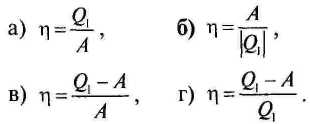 а) η = Q₁/A, б) η = A/|Q₁|,
в) η = (Q₁ − A)/A, г) η = (Q₁ − A)/Q₁.